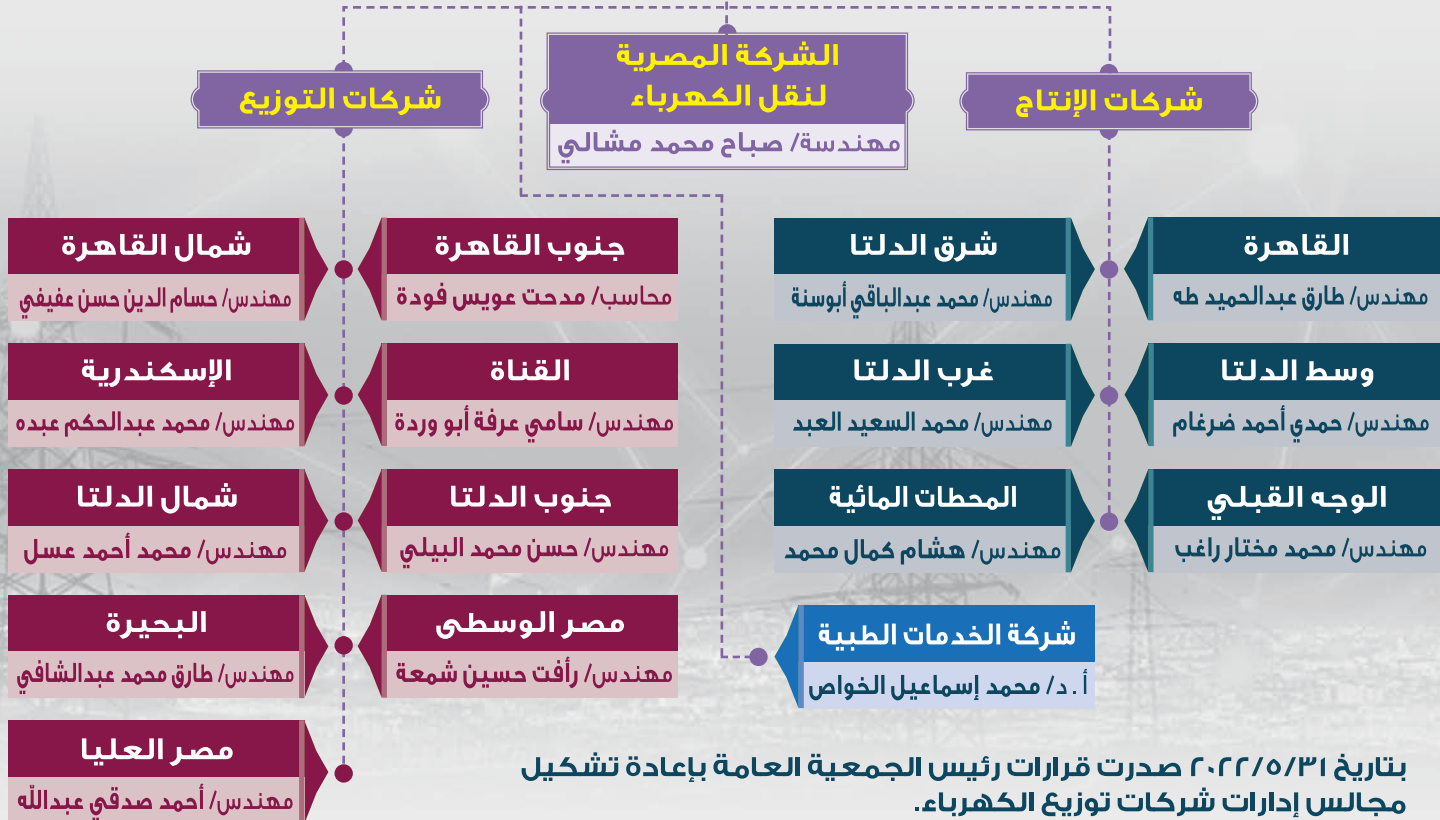 الشركة المصرية
لنقل الكهرباء
مهندسة/ صباح محمد مشالي
شركات الإنتاج
القاهرة
مهندس/ طارق عبدالحميد طه
شرق الدلتا
مهندس/ محمد عبدالباقي أبوسنة
وسط الدلتا
مهندس/ حمدي أحمد ضرغام
غرب الدلتا
مهندس/ محمد السعيد العبد
الوجه القبلي
مهندس/ محمد مختار راغب
المحطات المائية
مهندس/ هشام كمال محمد
شركة الخدمات الطبية
أ.د/ محمد إسماعيل الخواص
شركات التوزيع
جنوب القاهرة
محاسب/ مدحت عويس فودة
شمال القاهرة
مهندس/ حسام الدين حسن عفيفي
القناة
مهندس/ سامي عرفة أبو وردة
الإسكندرية
مهندس/ محمد عبدالحكم عبده
جنوب الدلتا
مهندس/ حسن محمد البيلي
شمال الدلتا
مهندس/ محمد أحمد عسل
مصر الوسطى
مهندس/ رأفت حسين شمعة
البحيرة
مهندس/ طارق محمد عبدالشافي
مصر العليا
مهندس/ أحمد صدقي عبدالله
بتاريخ ٢٠٢٢/٥/٣١ صدرت قرارات رئيس الجمعية العامة بإعادة تشكيل
مجالس إدارات شركات توزيع الكهرباء.